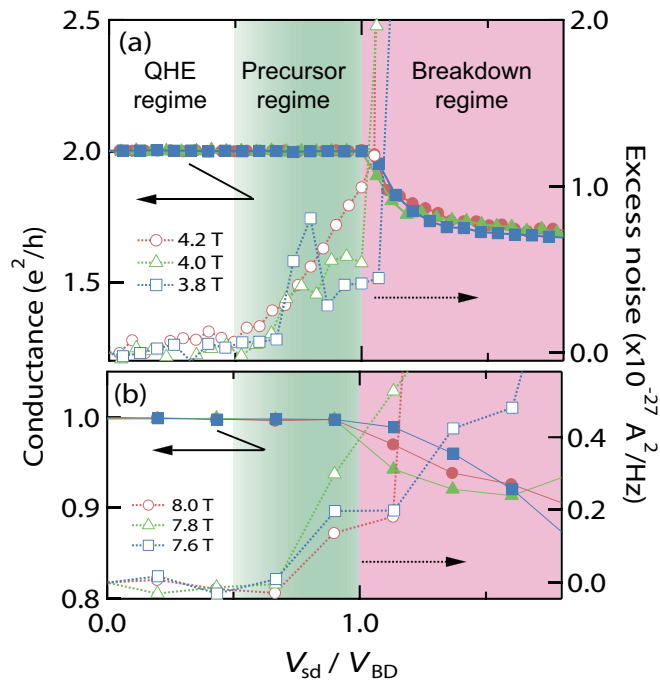 2.5
2.0
(a)
QHE
regime
Precursor
regime
Breakdown
regime
2.0
1.0
1.5
4.2 T
4.0 T
3.8 T
0.0
Conductance (e²/h)
Excess noise (x10⁻²⁷ A²/Hz)
(b)
1.0
0.4
0.9
8.0 T
7.8 T
7.6 T
0.2
0.0
0.8
0.0
1.0
V_sd / V_BD